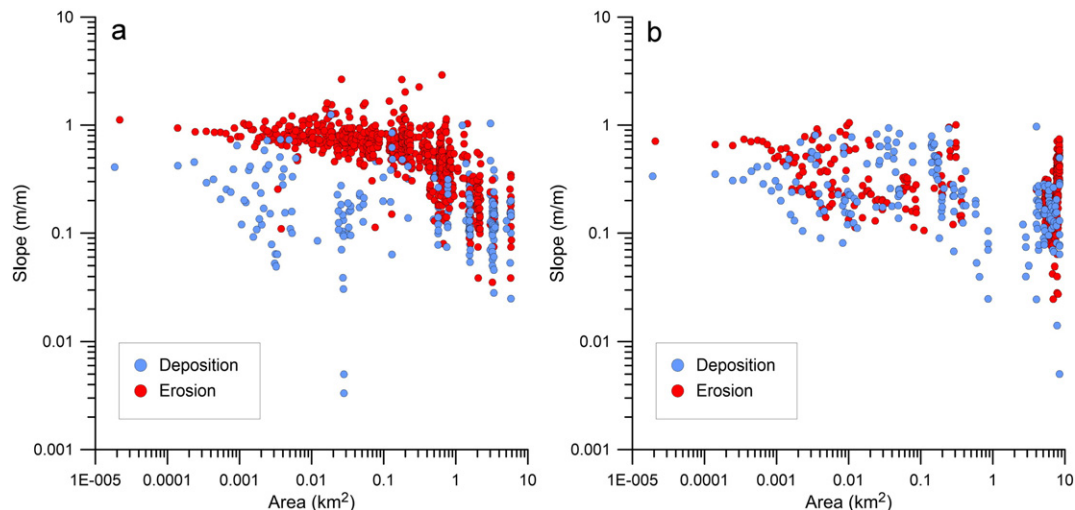 a
10
1
0.1
0.01
0.001
Slope (m/m)
Deposition
Erosion
1E-005 0.0001 0.001 0.01 0.1 1 10
Area (km²)
b
10
1
0.1
0.01
0.001
Slope (m/m)
Deposition
Erosion
1E-005 0.0001 0.001 0.01 0.1 1 10
Area (km²)